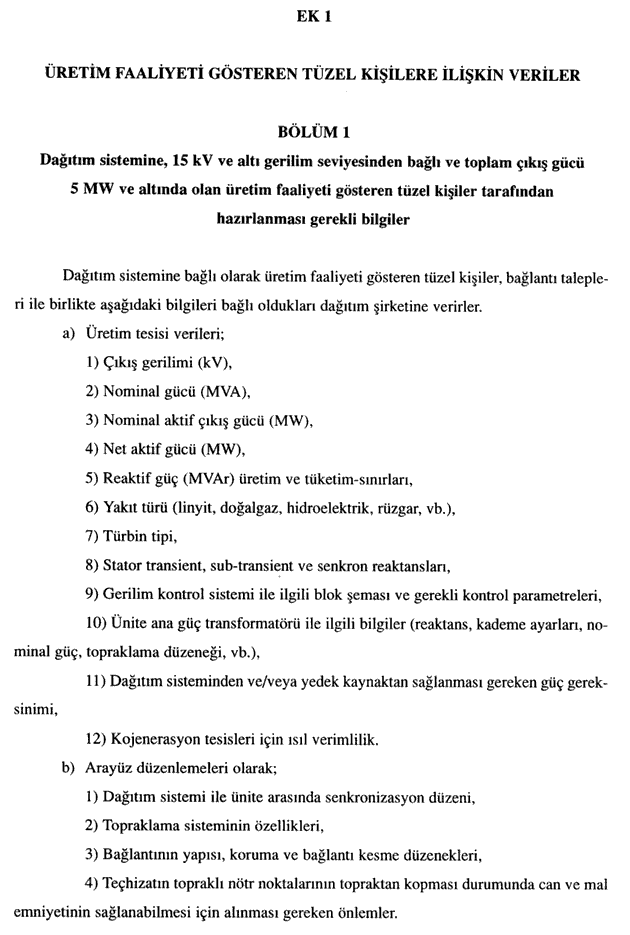 EK 1
ÜRETİM FAALİYETİ GÖSTEREN TÜZEL KİŞİLERE İLİŞKİN VERİLER
BÖLÜM 1
Dağıtım sistemine, 15 kV ve altı gerilim seviyesinden bağlı ve toplam çıkış gücü
5 MW ve altında olan üretim faaliyeti gösteren tüzel kişiler tarafından
hazırlanması gerekli bilgiler
Dağıtım sistemine bağlı olarak üretim faaliyeti gösteren tüzel kişiler, bağlantı taleple-
ri ile birlikte aşağıdaki bilgileri bağlı oldukları dağıtım şirketine verirler.
a) Üretim tesisi verileri;
1) Çıkış gerilimi (kV),
2) Nominal gücü (MVA),
3) Nominal aktif çıkış gücü (MW),
4) Net aktif gücü (MW),
5) Reaktif güç (MVAr) üretim ve tüketim-sınırları,
6) Yakıt türü (linyit, doğalgaz, hidroelektrik, rüzgar, vb.),
7) Türbin tipi,
8) Stator transient, sub-transient ve senkron reaktansları,
9) Gerilim kontrol sistemi ile ilgili blok şeması ve gerekli kontrol parametreleri,
10) Ünite ana güç transformatörü ile ilgili bilgiler (reaktans, kademe ayarları, no-
minal güç, topraklama düzeneği, vb.),
11) Dağıtım sisteminden ve/veya yedek kaynaktan sağlanması gereken güç gerek-
sinimi,
12) Kojenerasyon tesisleri için ısıl verimlilik.
b) Arayüz düzenlemeleri olarak;
1) Dağıtım sistemi ile ünite arasında senkronizasyon düzeni,
2) Topraklama sisteminin özellikleri,
3) Bağlantının yapısı, koruma ve bağlantı kesme düzenekleri,
4) Teçhizatın topraklı nötr noktalarının topraktan kopması durumunda can ve mal
emniyetinin sağlanabilmesi için alınması gereken önlemler.